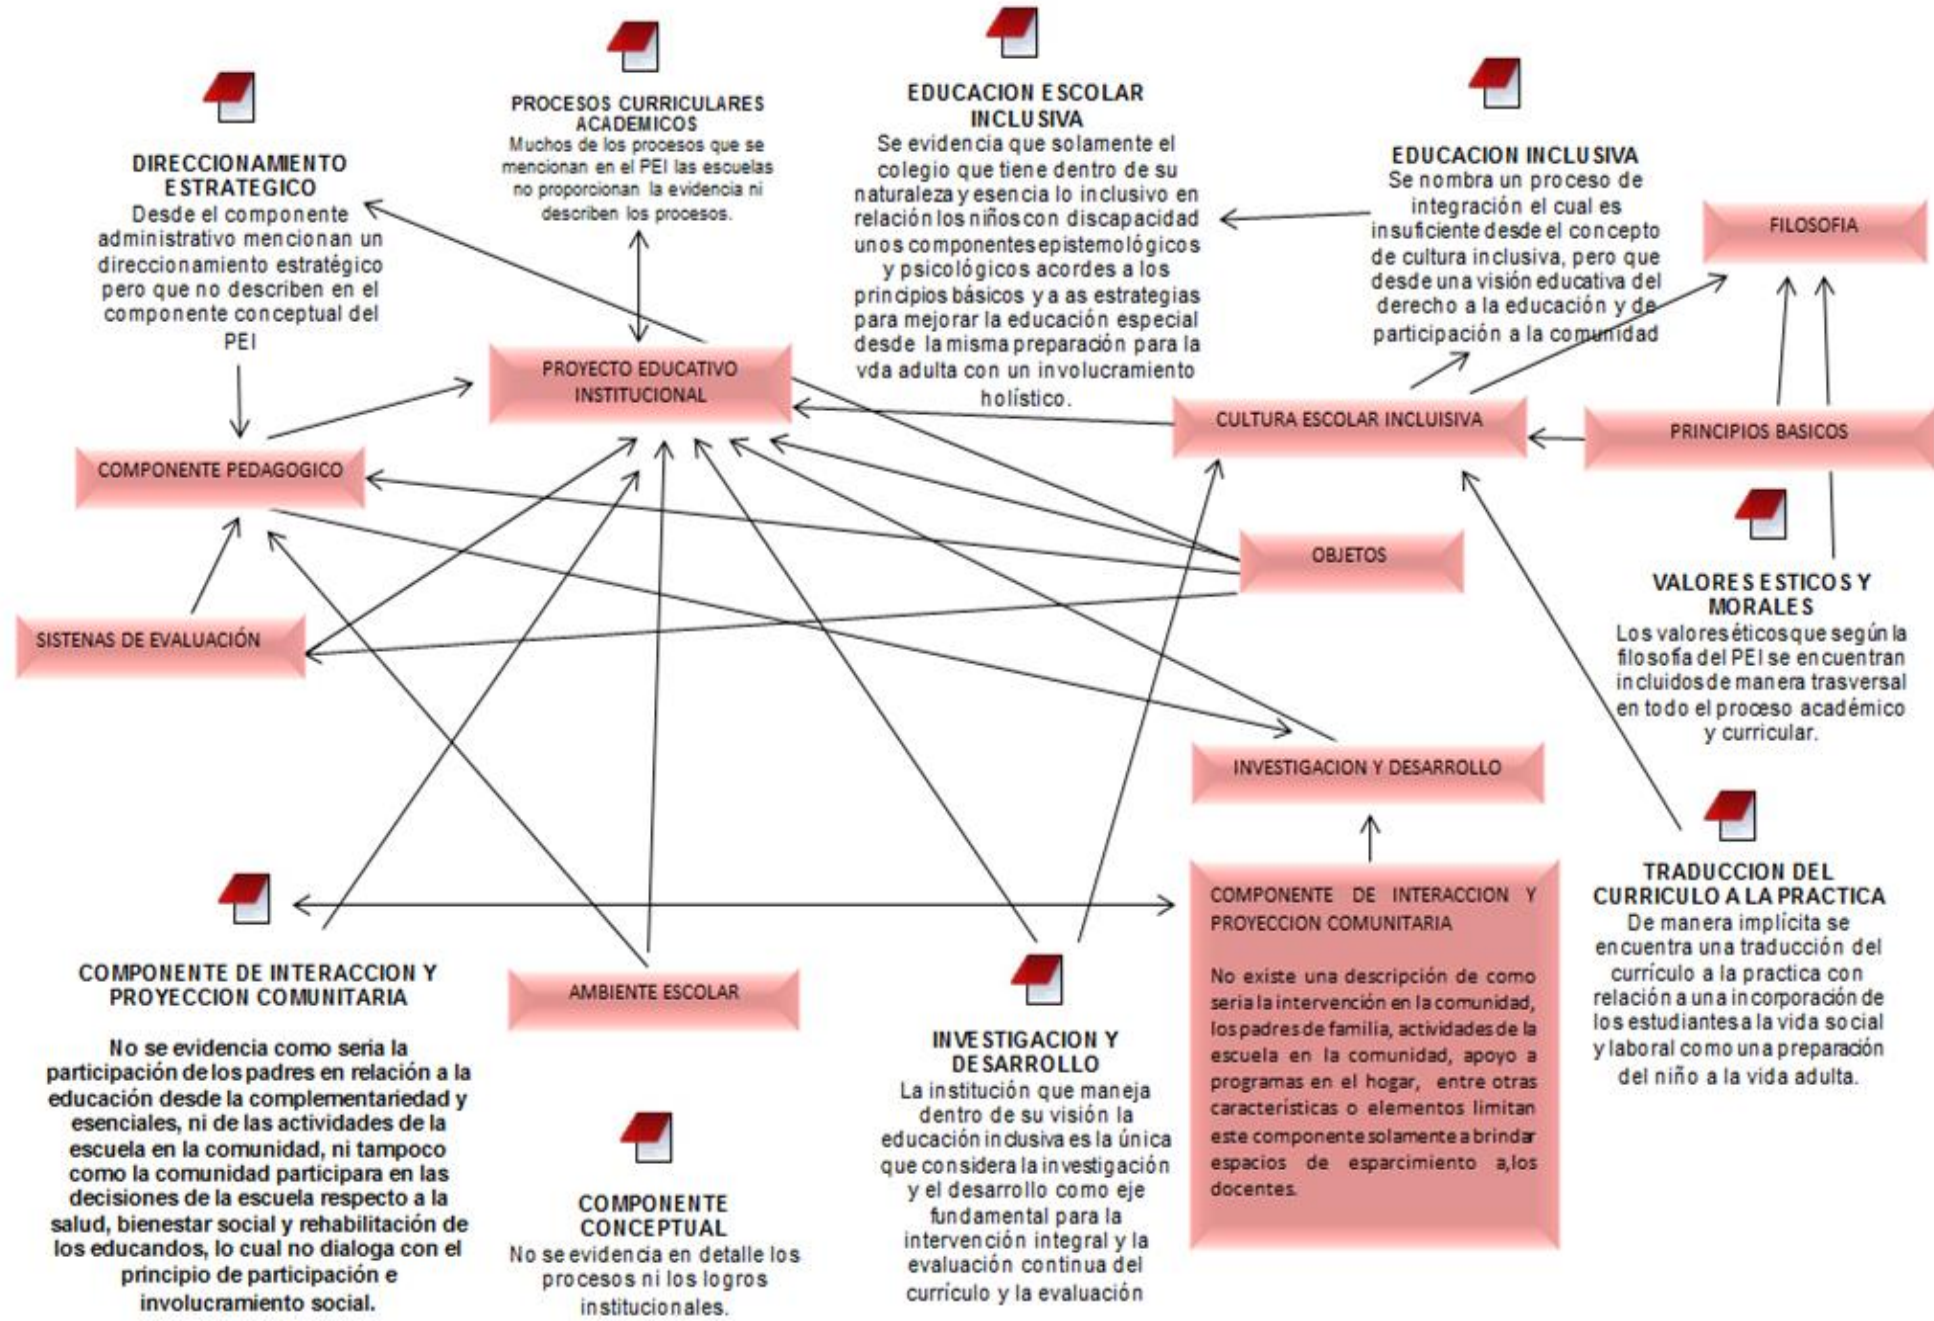 DIRECCIONAMIENTO
ESTRATEGICO
Desde el componente
administrativo mencionan un
direccionamiento estratégico
pero que no describen en el
componente conceptual del
PEI
PROCESOS CURRICULARES
ACADEMICOS
Muchos de los procesos que se
mencionan en el PEI las escuelas
no proporcionan la evidencia ni
describen los procesos.
EDUCACION ESCOLAR
INCLUSIVA
Se evidencia que solamente el
colegio que tiene dentro de su
naturaleza y esencia lo inclusivo en
relación los niños con discapacidad
unos componentes epistemológicos
y psicológicos acordes a los
principios básicos y a as estrategias
para mejorar la educación especial
desde la misma preparación para la
vda adulta con un involucramiento
holístico.
EDUCACION INCLUSIVA
Se nombra un proceso de
integración el cual es
insuficiente desde el concepto
de cultura inclusiva, pero que
desde una visión educativa del
derecho a la educación y de
participación a la comunidad
FILOSOFIA
PROYECTO EDUCATIVO
INSTITUCIONAL
CULTURA ESCOLAR INCLUISIVA
PRINCIPIOS BASICOS
COMPONENTE PEDAGOGICO
OBJETOS
SISTENAS DE EVALUACIÓN
VALORES ESTICOS Y
MORALES
Los valores éticos que según la
filosofía del PEI se encuentran
incluidos de manera trasversal
en todo el proceso académico
y curricular.
INVESTIGACION Y DESARROLLO
TRADUCCION DEL
CURRICULO A LA PRACTICA
De manera implícita se
encuentra una traducción del
currículo a la practica con
relación a una incorporación de
los estudiantes a la vida social
y laboral como una preparación
del niño a la vida adulta.
COMPONENTE DE INTERACCION Y
PROYECCION COMUNITARIA
No existe una descripción de como
seria la intervención en la comunidad,
los padres de familia, actividades de la
escuela en la comunidad, apoyo a
programas en el hogar, entre otras
características o elementos limitan
este componente solamente a brindar
espacios de esparcimiento a,los
docentes.
COMPONENTE DE INTERACCION Y
PROYECCION COMUNITARIA
No se evidencia como seria la
participación de los padres en relación a la
educación desde la complementariedad y
esenciales, ni de las actividades de la
escuela en la comunidad, ni tampoco
como la comunidad participara en las
decisiones de la escuela respecto a la
salud, bienestar social y rehabilitación de
los educandos, lo cual no dialoga con el
principio de participación e
involucramiento social.
AMBIENTE ESCOLAR
COMPONENTE
CONCEPTUAL
No se evidencia en detalle los
procesos ni los logros
institucionales.
INVESTIGACION Y
DESARROLLO
La institución que maneja
dentro de su visión la
educación inclusiva es la única
que considera la investigación
y el desarrollo como eje
fundamental para la
intervención integral y la
evaluación continua del
currículo y la evaluación